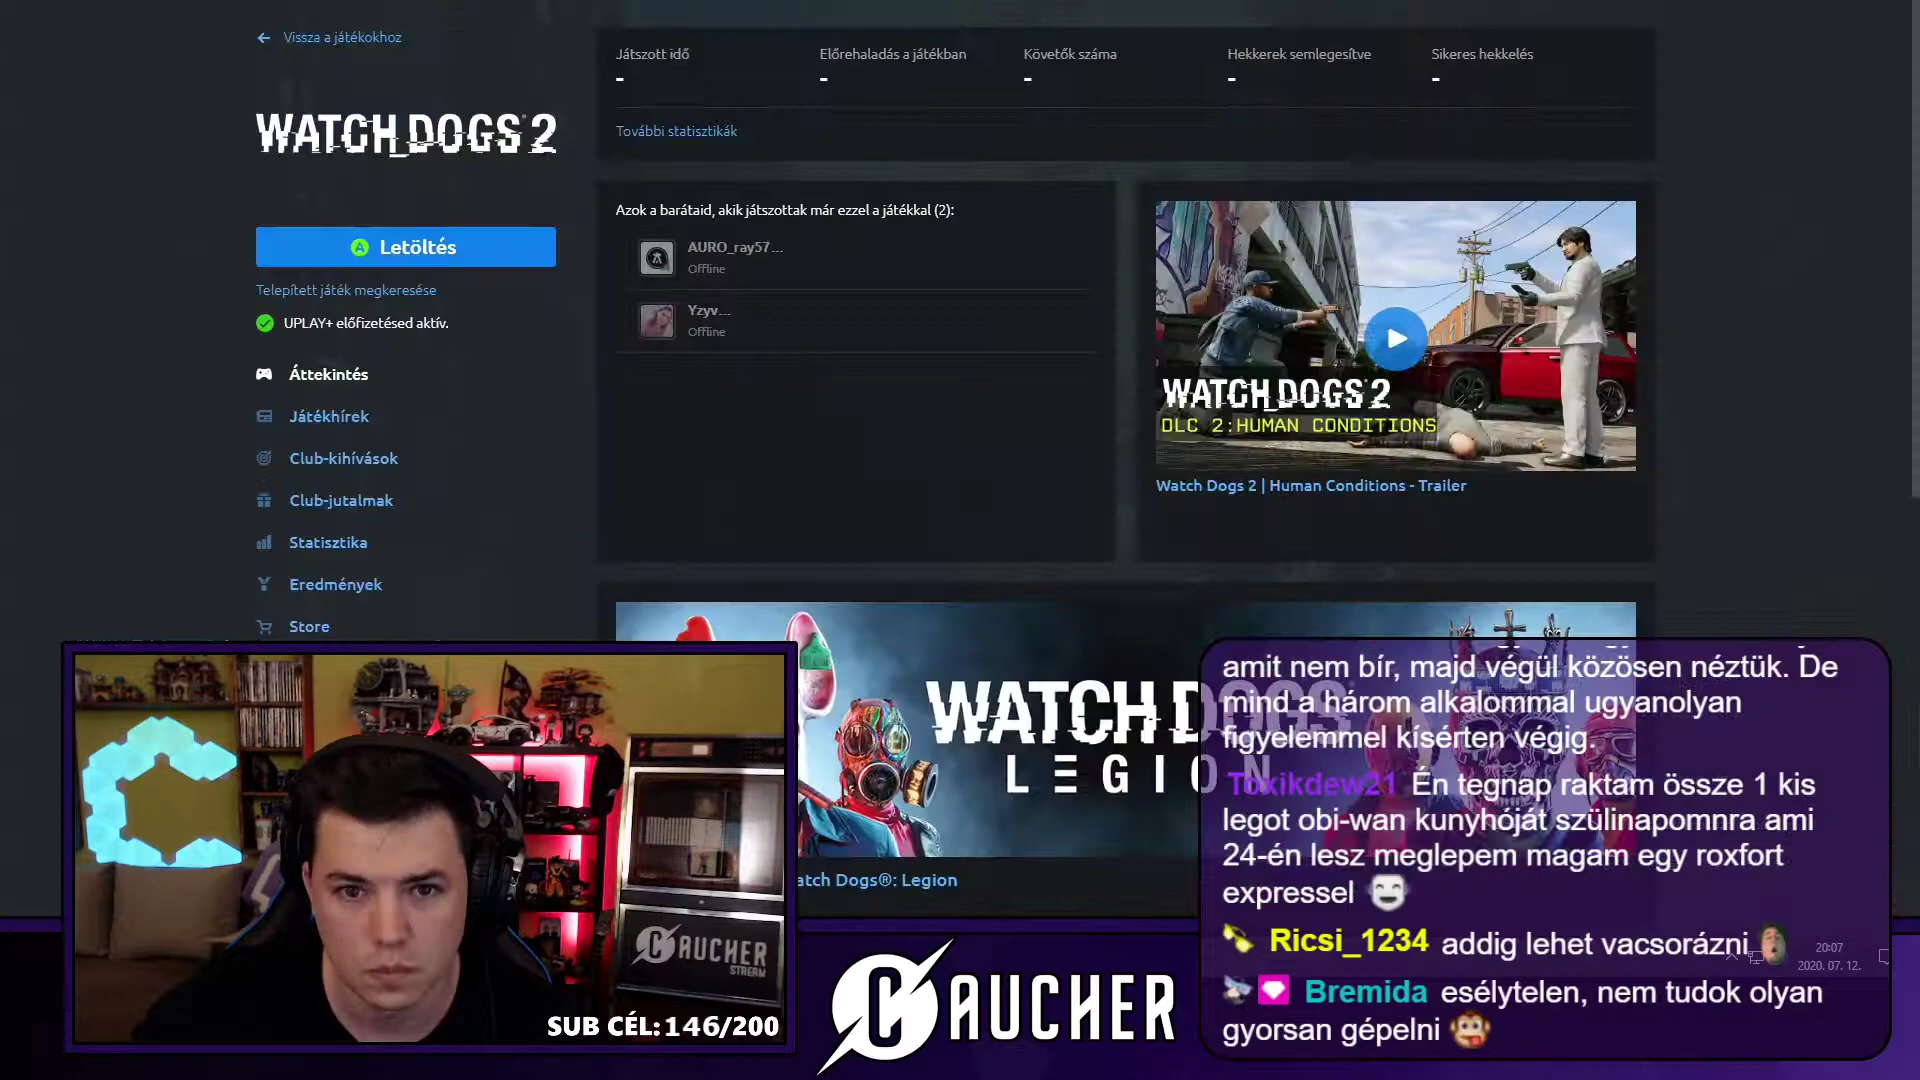 Vissza a játékokhoz
WATCH_DOGS 2
Letöltés
Telepített játék megkeresése
UPLAY+ előfizetésed aktív.
Áttekintés
Játékhírek
Club-kihívások
Club-jutalmak
Statisztika
Eredmények
Store
Játszott idő
-
Előrehaladás a játékban
-
Követők száma
-
Hekkerek semlegesítve
-
Sikeres hekkelés
-
További statisztikák
Azok a barátaid, akik játszottak már ezzel a játékkal (2):
AURO_ray57...
Offline
Yzyv...
Offline
WATCH_DOGS 2
DLC 2:HUMAN CONDITIONS
Watch Dogs 2 | Human Conditions - Trailer
WATCH DOGS
LEGION
atch Dogs®: Legion
CAUCHER
STREAM
SUB CÉL:146/200
CAUCHER
amit nem bír, majd végül közösen néztük. De
mind a három alkalommal ugyanolyan
figyelemmel kísérten végig.
Toxikdew21 Én tegnap raktam össze 1 kis
legot obi-wan kunyhóját szülinapomnra ami
24-én lesz meglepem magam egy roxfort
expressel
Ricsi_1234 addig lehet vacsorázni
Bremida esélytelen, nem tudok olyan
gyorsan gépelni
20:07
2020. 07. 12.